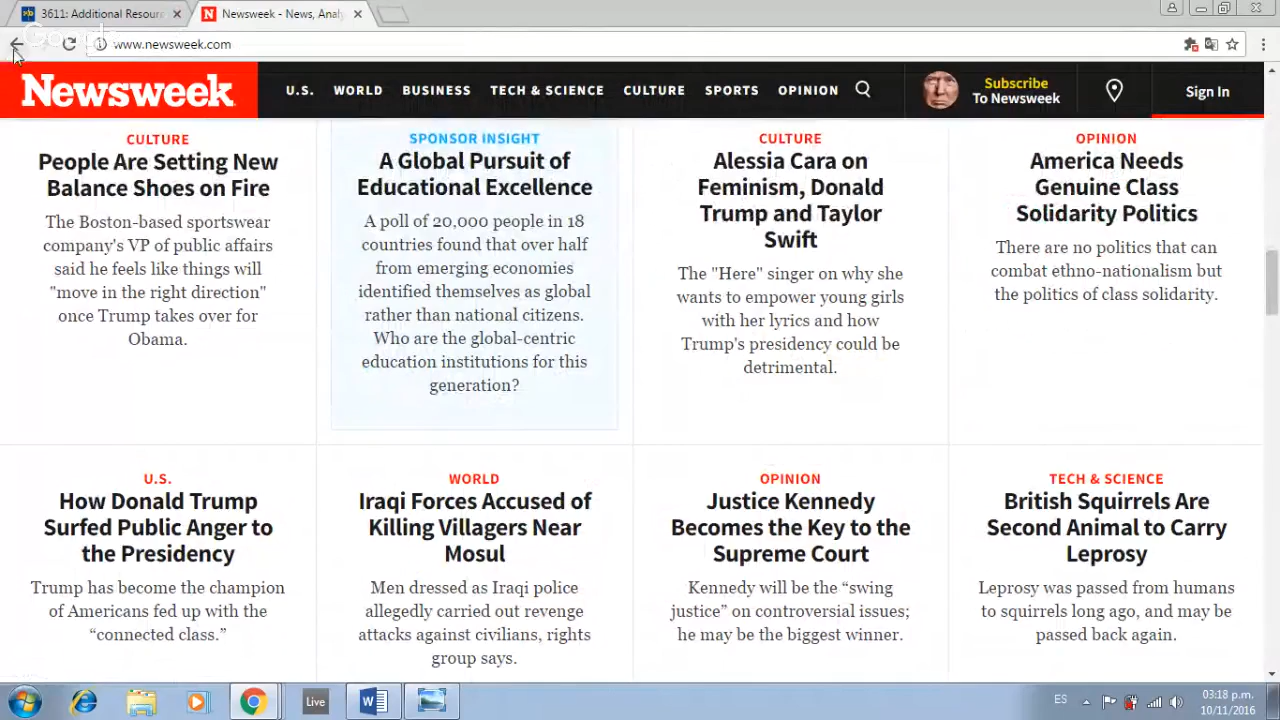 3611: Additional Resour
Newsweek - News, Analy
Google
www.newsweek.com
Newsweek
U.S. WORLD BUSINESS TECH & SCIENCE CULTURE SPORTS OPINION
Subscribe
To Newsweek
Sign In
CULTURE
People Are Setting New
Balance Shoes on Fire
The Boston-based sportswear
company's VP of public affairs
said he feels like things will
"move in the right direction"
once Trump takes over for
Obama.
SPONSOR INSIGHT
A Global Pursuit of
Educational Excellence
A poll of 20,000 people in 18
countries found that over half
from emerging economies
identified themselves as global
rather than national citizens.
Who are the global-centric
education institutions for this
generation?
CULTURE
Alessia Cara on
Feminism, Donald
Trump and Taylor
Swift
The "Here" singer on why she
wants to empower young girls
with her lyrics and how
Trump's presidency could be
detrimental.
OPINION
America Needs
Genuine Class
Solidarity Politics
There are no politics that can
combat ethno-nationalism but
the politics of class solidarity.
U.S.
How Donald Trump
Surfed Public Anger to
the Presidency
Trump has become the champion
of Americans fed up with the
“connected class.”
WORLD
Iraqi Forces Accused of
Killing Villagers Near
Mosul
Men dressed as Iraqi police
allegedly carried out revenge
attacks against civilians, rights
group says.
OPINION
Justice Kennedy
Becomes the Key to the
Supreme Court
Kennedy will be the “swing
justice” on controversial issues;
he may be the biggest winner.
TECH & SCIENCE
British Squirrels Are
Second Animal to Carry
Leprosy
Leprosy was passed from humans
to squirrels long ago, and may be
passed back again.
Live
ES
03:18 p.m.
10/11/2016